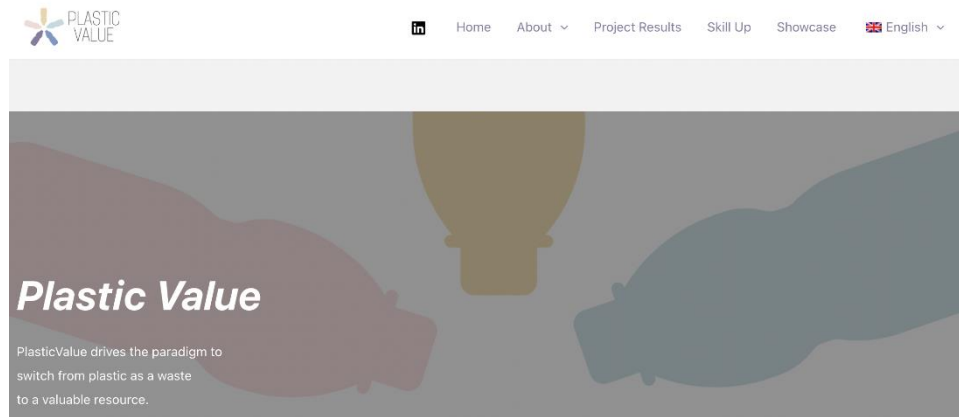 PLASTIC
VALUE
in
Home
About
Project Results
Skill Up
Showcase
English
Plastic Value
PlasticValue drives the paradigm to
switch from plastic as a waste
to a valuable resource.